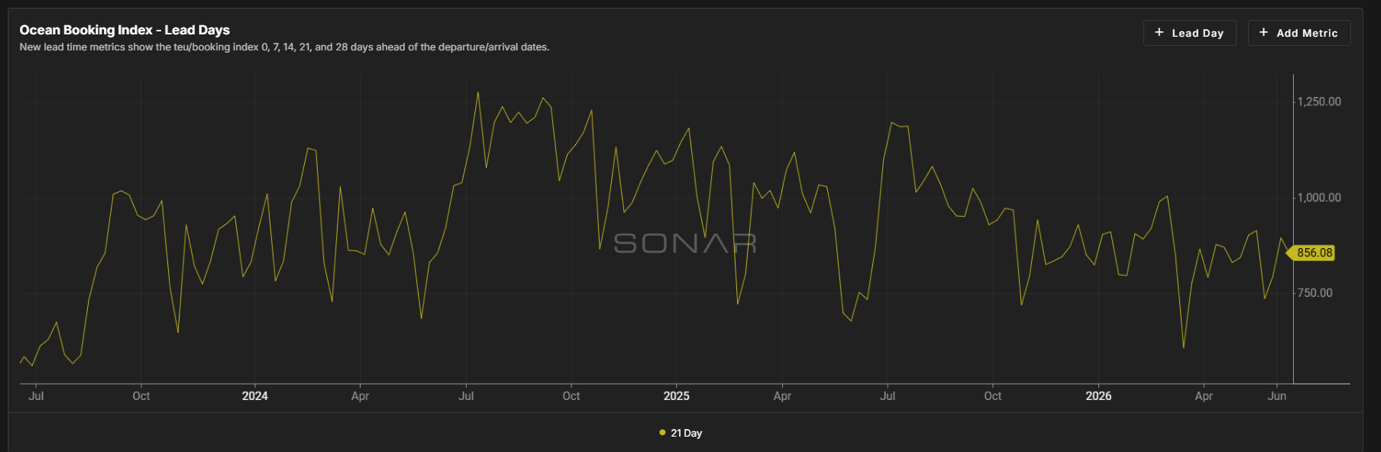 Ocean Booking Index - Lead Days
New lead time metrics show the teu/booking index 0, 7, 14, 21, and 28 days ahead of the departure/arrival dates.
+ Lead Day
+ Add Metric
1,250.00
1,000.00
856.08
750.00
SONAR
Jul Oct 2024 Apr Jul Oct 2025 Apr Jul Oct 2026 Apr Jun
21 Day